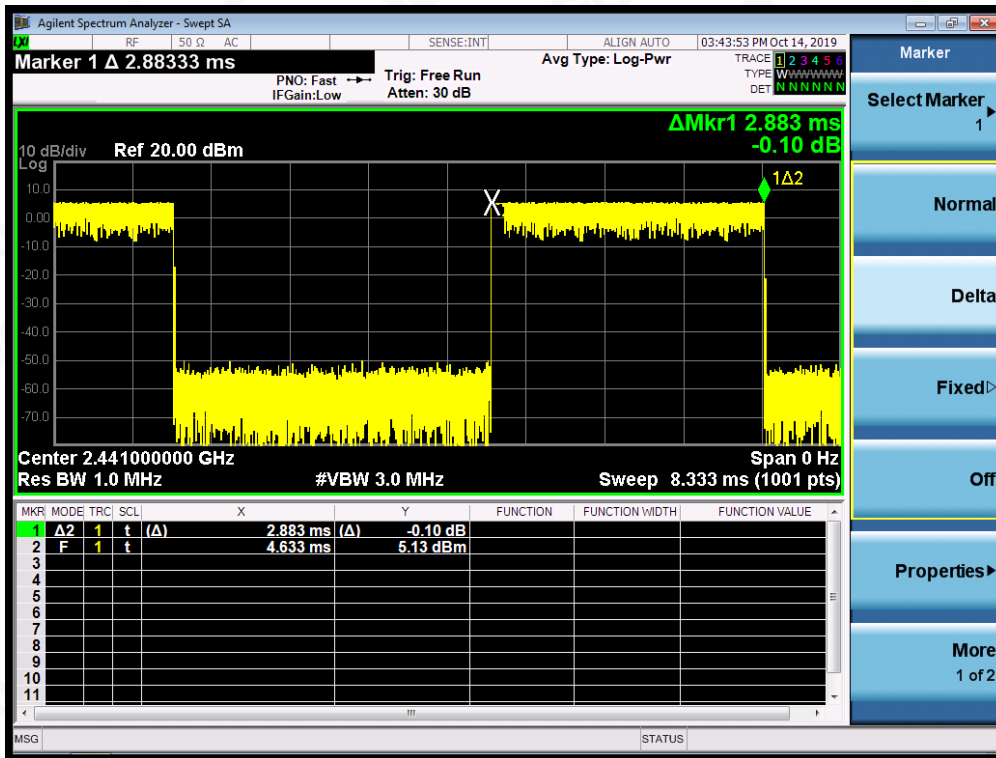 Agilent Spectrum Analyzer - Swept SA
LXI RF 50 Ω AC SENSE:INT ALIGN AUTO 03:43:53 PM Oct 14, 2019
Marker 1 Δ 2.88333 ms
PNO: Fast
IFGain:Low
Trig: Free Run
Atten: 30 dB
Avg Type: Log-Pwr
TRACE 1 2 3 4 5 6
TYPE WWWWWWW
DET N N N N N N
ΔMkr1 2.883 ms
-0.10 dB
10 dB/div Ref 20.00 dBm
Log
1Δ2
10.0
0.00
-10.0
-20.0
-30.0
-40.0
-50.0
-60.0
-70.0
Center 2.441000000 GHz Span 0 Hz
Res BW 1.0 MHz #VBW 3.0 MHz Sweep 8.333 ms (1001 pts)
MKR MODE TRC SCL X Y FUNCTION FUNCTION WIDTH FUNCTION VALUE
1 Δ2 1 t (Δ) 2.883 ms (Δ) -0.10 dB
2 F 1 t 4.633 ms 5.13 dBm
3
4
5
6
7
8
9
10
11
MSG STATUS
Marker
Select Marker
1
Normal
Delta
Fixed
Off
Properties
More
1 of 2